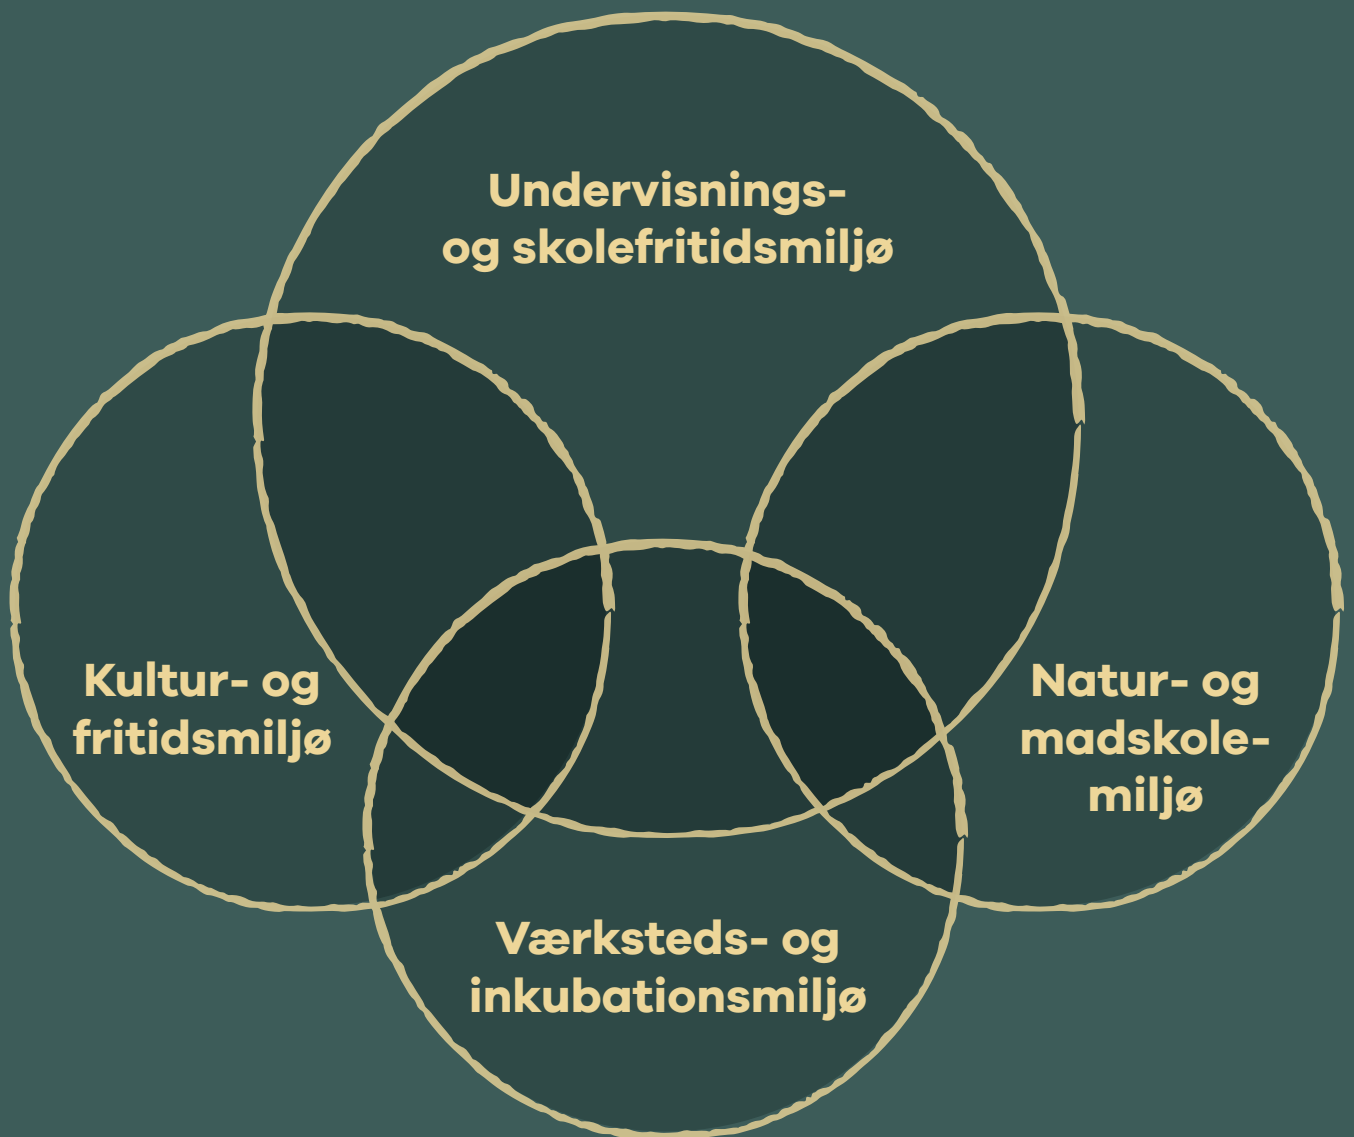 Undervisnings-
og skolefritidsmiljø
Kultur- og
fritidsmiljø
Natur- og
madskole-
miljø
Værksteds- og
inkubationsmiljø